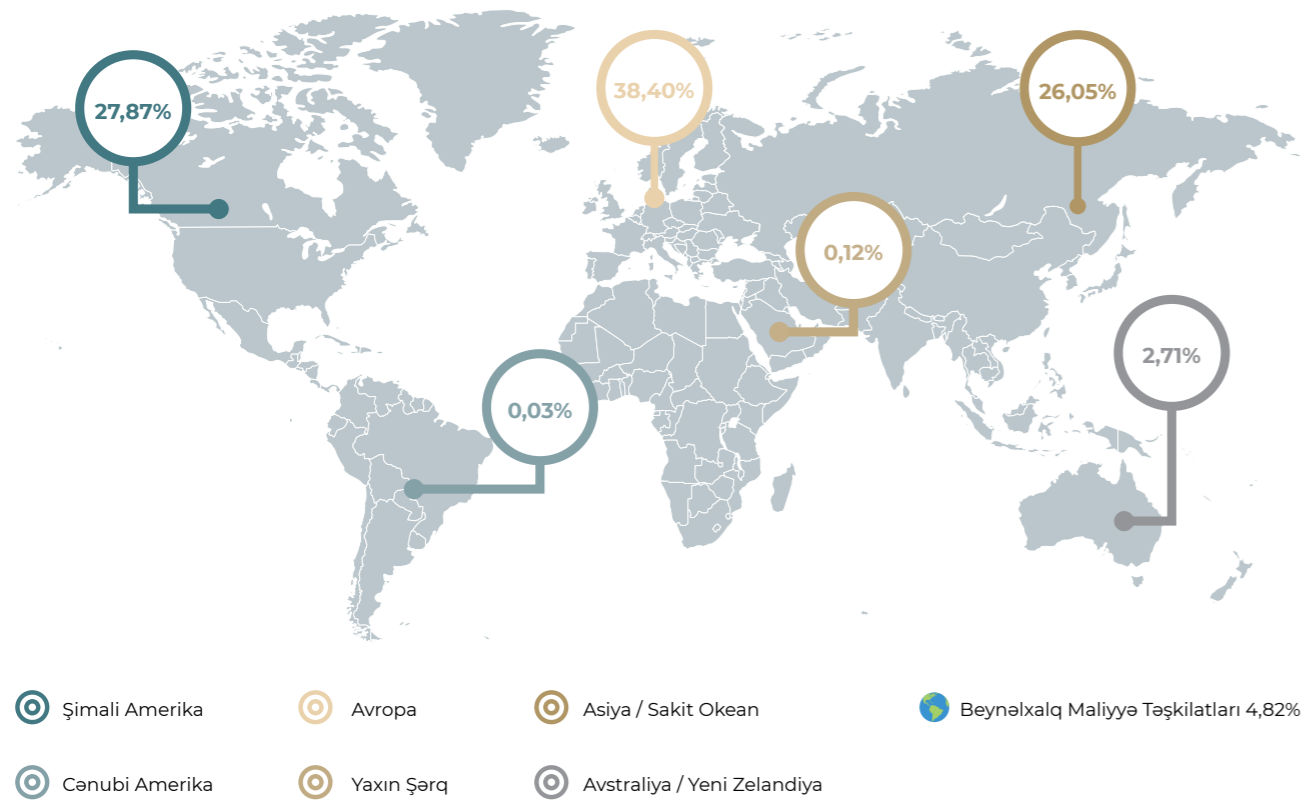 27,87%
38,40%
26,05%
0,12%
2,71%
0,03%
Şimali Amerika
Avropa
Asiya / Sakit Okean
Beynəlxalq Maliyyə Təşkilatları 4,82%
Cənubi Amerika
Yaxın Şərq
Avstraliya / Yeni Zelandiya